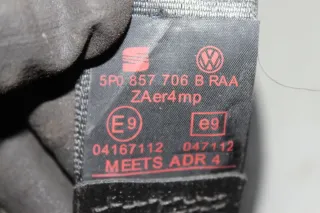 5P0 857 706 B RAA
ZAer4mp
E9 e9
04167112 047112
MEETS ADR 4